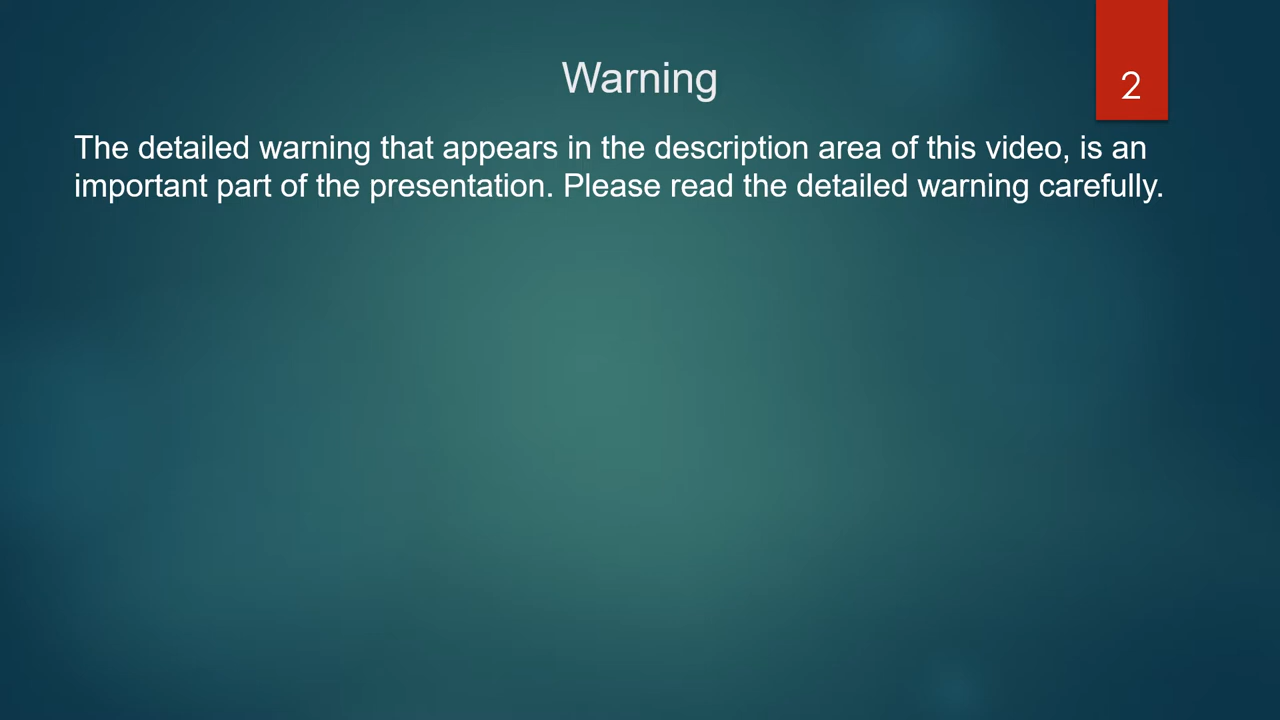 Warning
2
The detailed warning that appears in the description area of this video, is an
important part of the presentation. Please read the detailed warning carefully.